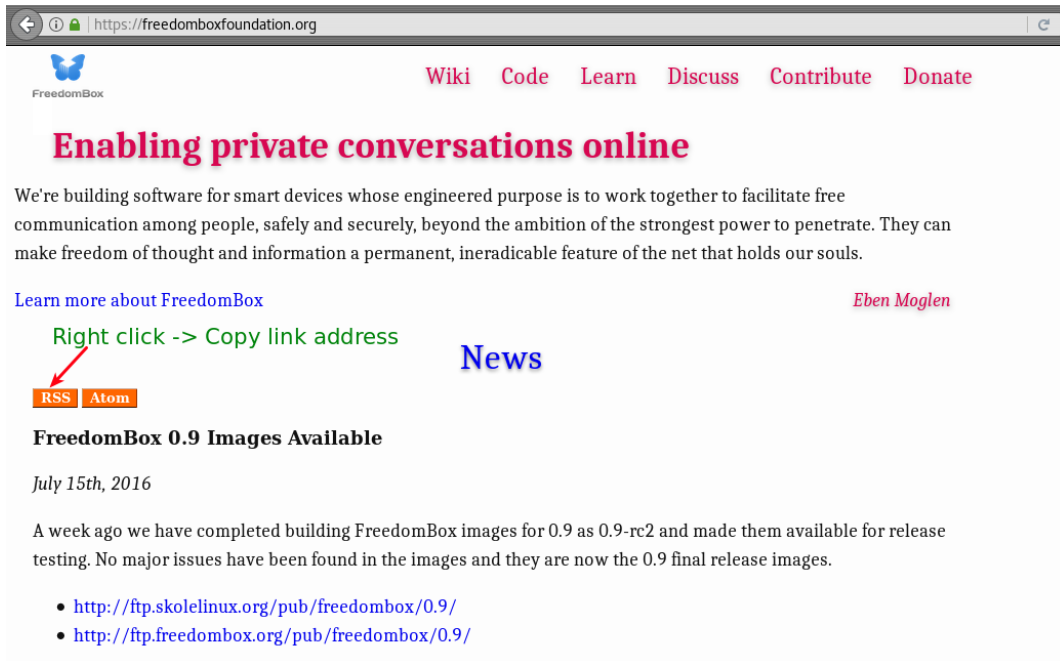 https://freedomboxfoundation.org
FreedomBox
Wiki Code Learn Discuss Contribute Donate
Enabling private conversations online
We're building software for smart devices whose engineered purpose is to work together to facilitate free
communication among people, safely and securely, beyond the ambition of the strongest power to penetrate. They can
make freedom of thought and information a permanent, ineradicable feature of the net that holds our souls.
Learn more about FreedomBox Eben Moglen
Right click -> Copy link address
News
RSS Atom
FreedomBox 0.9 Images Available
July 15th, 2016
A week ago we have completed building FreedomBox images for 0.9 as 0.9-rc2 and made them available for release
testing. No major issues have been found in the images and they are now the 0.9 final release images.
• http://ftp.skolelinux.org/pub/freedombox/0.9/
• http://ftp.freedombox.org/pub/freedombox/0.9/